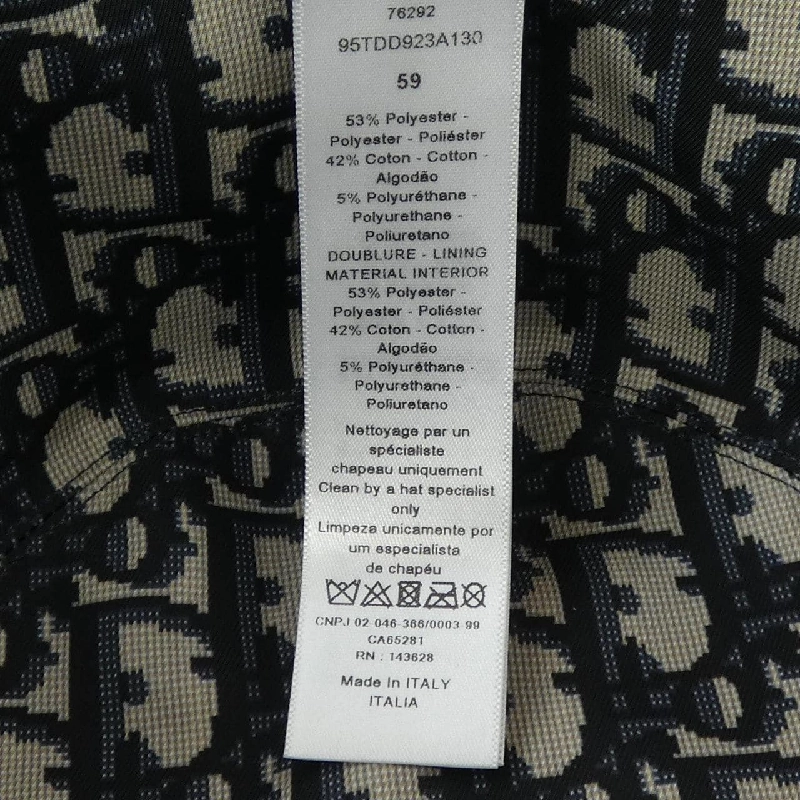 76292
95TDD923A130
59
53% Polyester -
Polyester - Poliéster
42% Coton - Cotton -
Algodão
5% Polyuréthane -
Polyurethane -
Poliuretano
DOUBLURE - LINING
MATERIAL INTERIOR
53% Polyester -
Polyester - Poliéster
42% Coton - Cotton -
Algodão
5% Polyuréthane -
Polyurethane -
Poliuretano
Nettoyage par un
spécialiste
chapeau uniquement
Clean by a hat specialist
only
Limpeza unicamente por
um especialista
de chapéu
CNPJ 02-046-366/0003-99
CA65281
RN : 143628
Made In ITALY
ITALIA